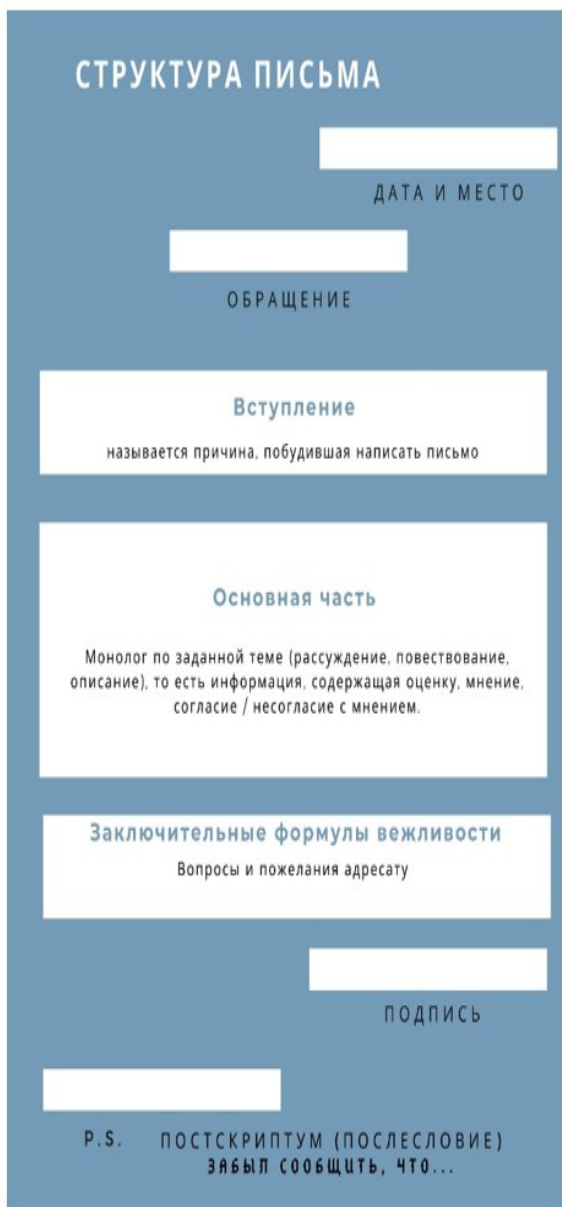 СТРУКТУРА ПИСЬМА
ДАТА И МЕСТО
ОБРАЩЕНИЕ
Вступление
называется причина, побудившая написать письмо
Основная часть
Монолог по заданной теме (рассуждение, повествование,
описание), то есть информация, содержащая оценку, мнение,
согласие / несогласие с мнением.
Заключительные формулы вежливости
Вопросы и пожелания адресату
ПОДПИСЬ
P.S. ПОСТСКРИПТУМ (ПОСЛЕСЛОВИЕ)
ЗАБЫЛ СООБЩИТЬ, ЧТО...